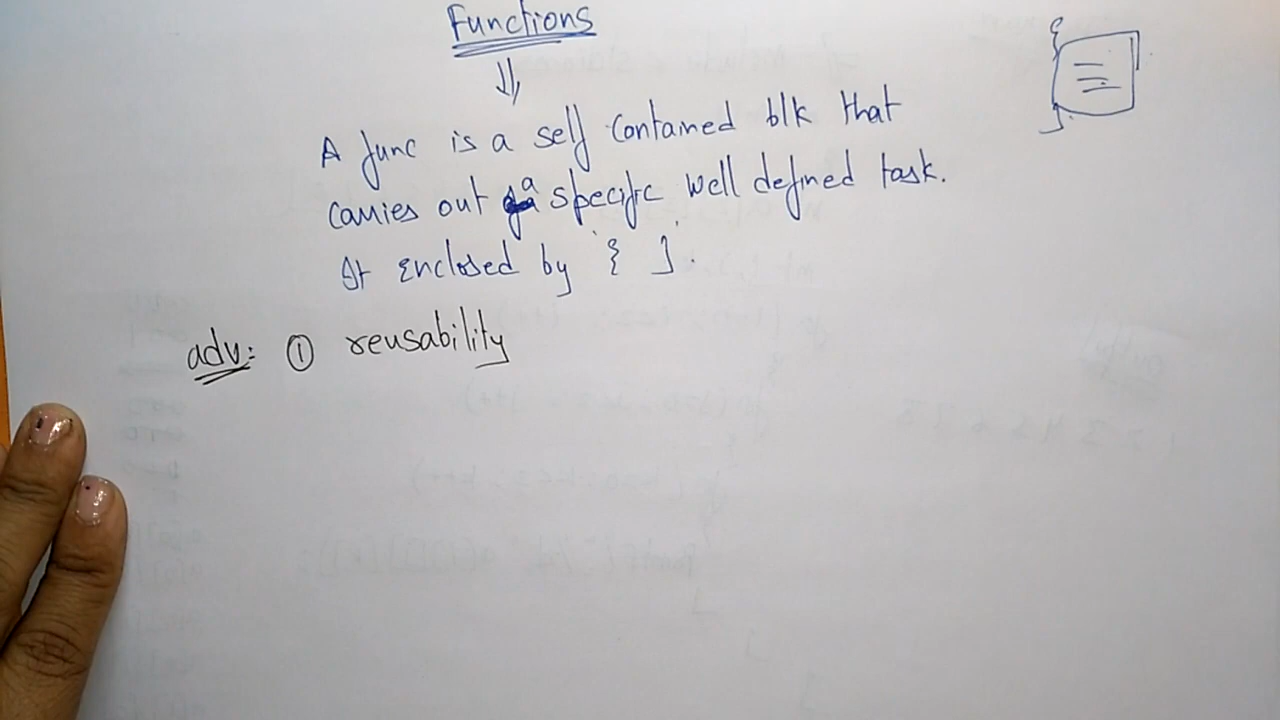 Functions
A func is a self contained blk that
carries out a specific well defined task.
It enclosed by { }.
adv: ① reusability